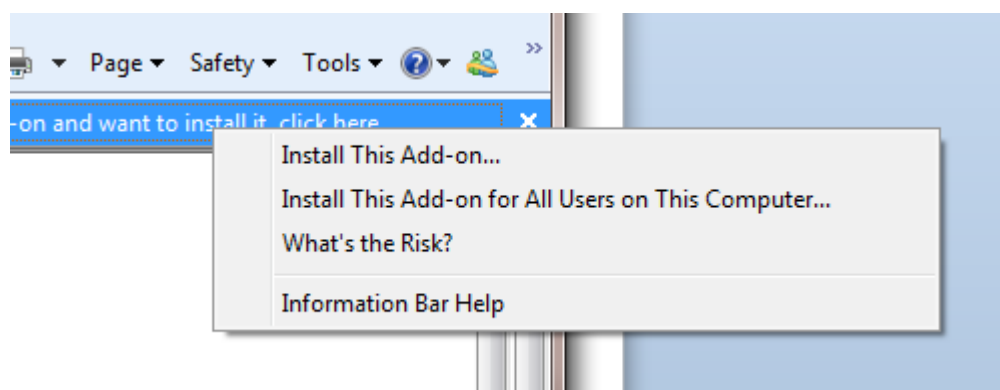 Page Safety Tools
-on and want to install it, click here
Install This Add-on...
Install This Add-on for All Users on This Computer...
What's the Risk?
Information Bar Help